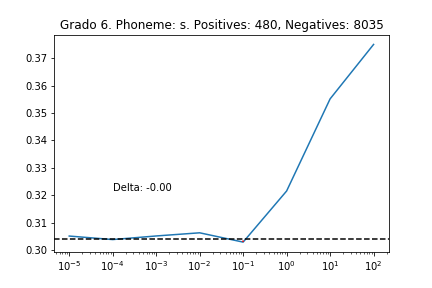 Grado 6. Phoneme: s. Positives: 480, Negatives: 8035
0.37
0.36
0.35
0.34
0.33
0.32
0.31
0.30
Delta: -0.00
10⁻⁵ 10⁻⁴ 10⁻³ 10⁻² 10⁻¹ 10⁰ 10¹ 10²